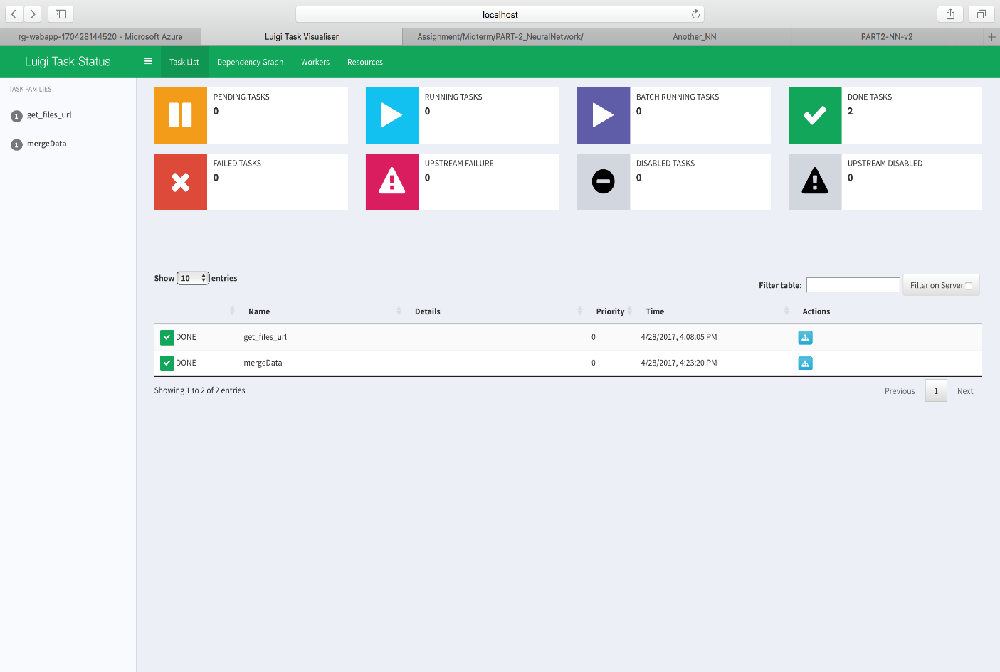 localhost
rg-webapp-170428144520 - Microsoft Azure
Luigi Task Visualiser
Assignment/Midterm/PART-2_NeuralNetwork/
Another_NN
PART2-NN-v2
Luigi Task Status
Task List
Dependency Graph
Workers
Resources
TASK FAMILIES
1 get_files_url
1 mergeData
PENDING TASKS
0
RUNNING TASKS
0
BATCH RUNNING TASKS
0
DONE TASKS
2
FAILED TASKS
0
UPSTREAM FAILURE
0
DISABLED TASKS
0
UPSTREAM DISABLED
0
Show 10 entries
Filter table:
Filter on Server
Name Details Priority Time Actions
DONE get_files_url 0 4/28/2017, 4:08:05 PM
DONE mergeData 0 4/28/2017, 4:23:20 PM
Showing 1 to 2 of 2 entries
Previous 1 Next